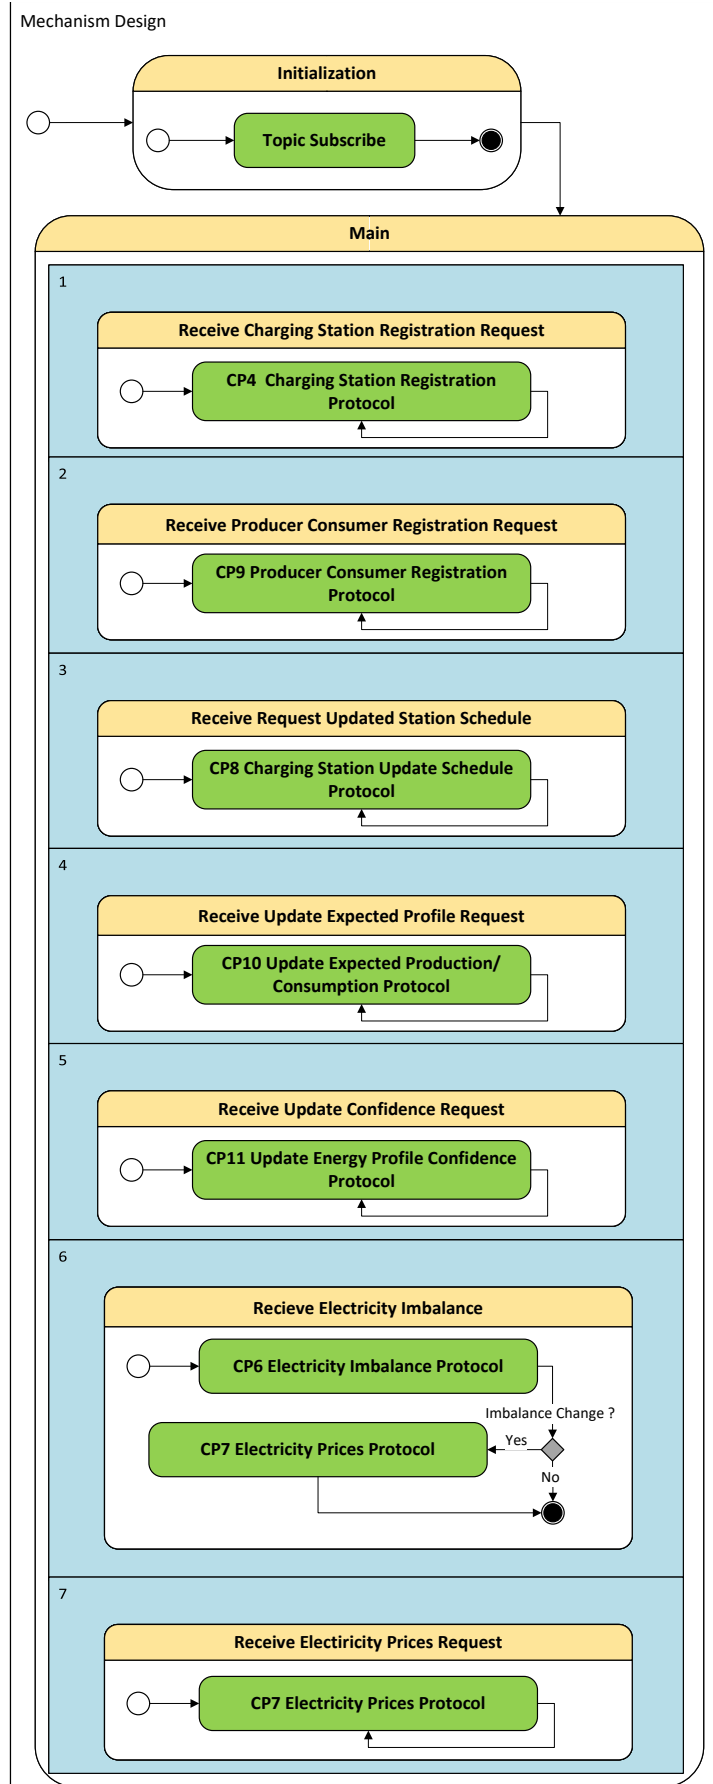 Mechanism Design
Initialization
Topic Subscribe
Main
1
Receive Charging Station Registration Request
CP4 Charging Station Registration
Protocol
2
Receive Producer Consumer Registration Request
CP9 Producer Consumer Registration
Protocol
3
Receive Request Updated Station Schedule
CP8 Charging Station Update Schedule
Protocol
4
Receive Update Expected Profile Request
CP10 Update Expected Production/
Consumption Protocol
5
Receive Update Confidence Request
CP11 Update Energy Profile Confidence
Protocol
6
Recieve Electricity Imbalance
CP6 Electricity Imbalance Protocol
Imbalance Change ?
CP7 Electricity Prices Protocol
Yes
No
7
Receive Electiricity Prices Request
CP7 Electricity Prices Protocol